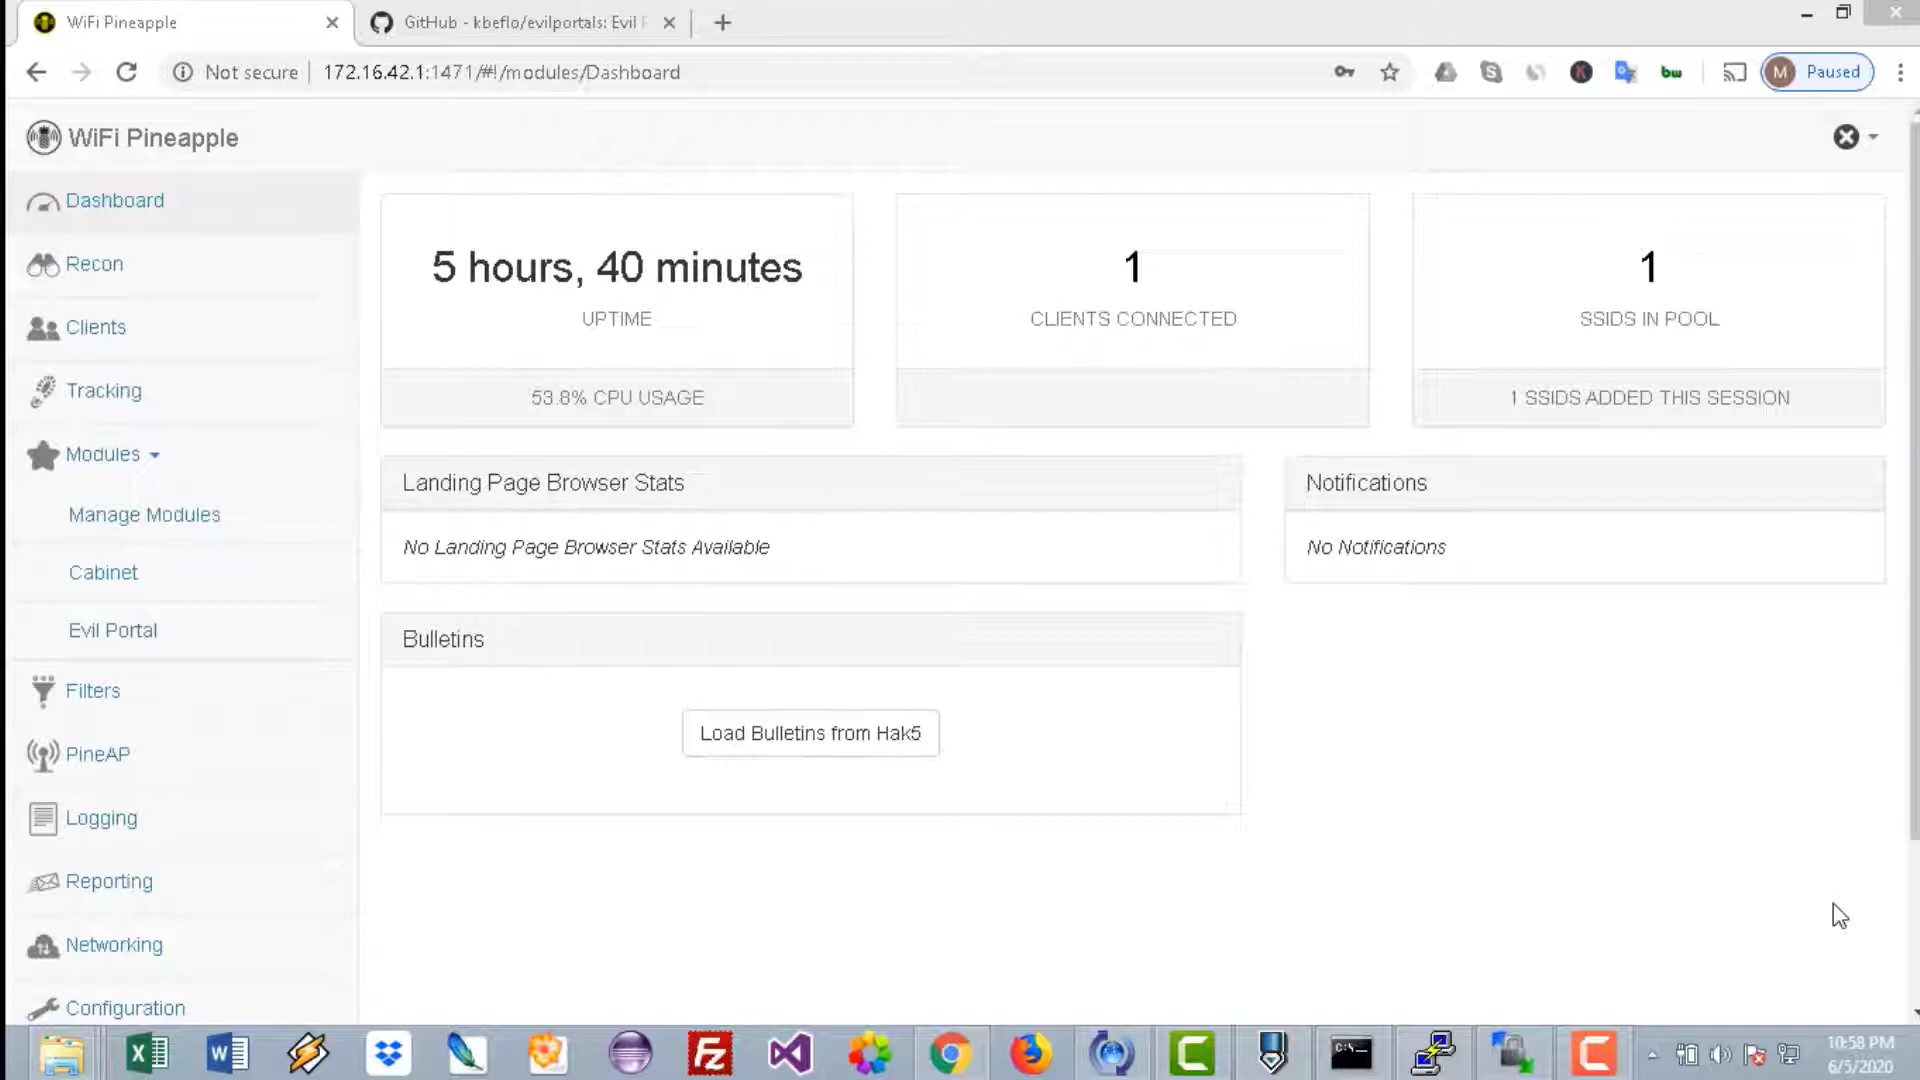 WiFi Pineapple
GitHub - kbeflo/evilportals: Evil
Not secure
172.16.42.1:1471/#!/modules/Dashboard
bw
M
Paused
WiFi Pineapple
Dashboard
Recon
Clients
Tracking
Modules
Manage Modules
Cabinet
Evil Portal
Filters
PineAP
Logging
Reporting
Networking
Configuration
5 hours, 40 minutes
UPTIME
53.8% CPU USAGE
1
CLIENTS CONNECTED
1
SSIDS IN POOL
1 SSIDS ADDED THIS SESSION
Landing Page Browser Stats
No Landing Page Browser Stats Available
Notifications
No Notifications
Bulletins
Load Bulletins from Hak5
10:58 PM
6/5/2020